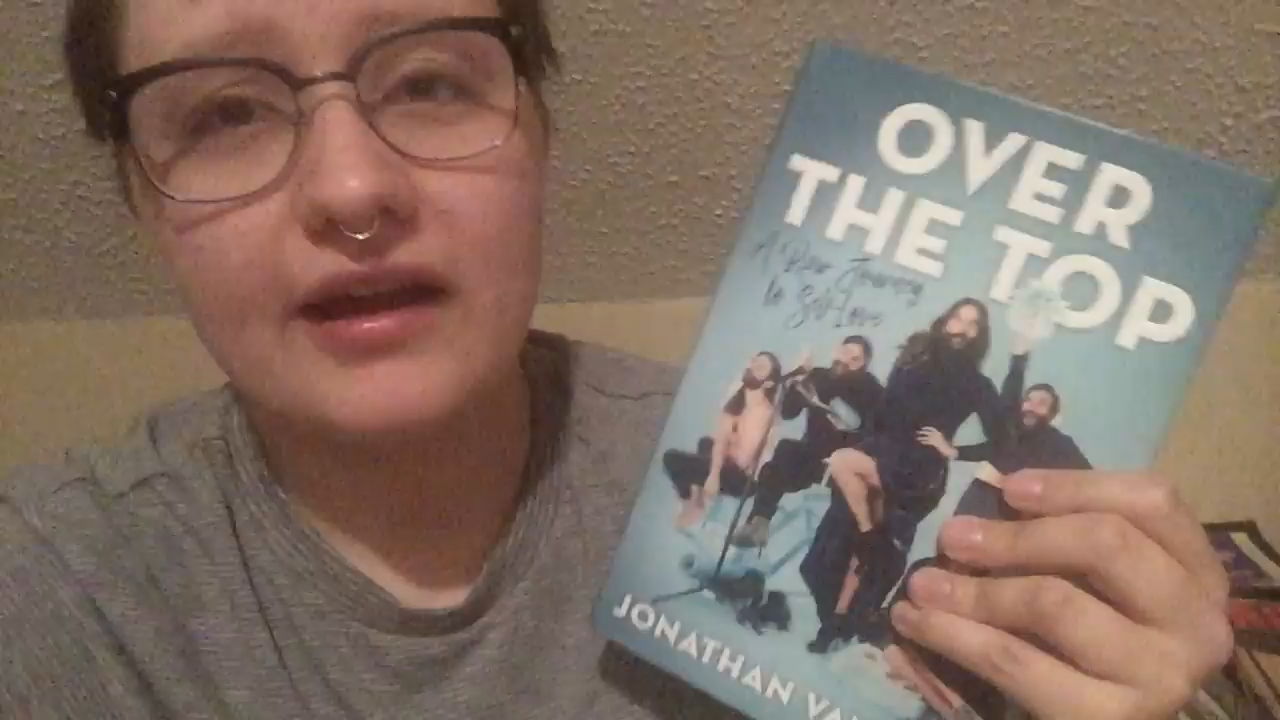 OVER
THE TOP
A Raw Journey
to Self-Love
JONATHAN VA